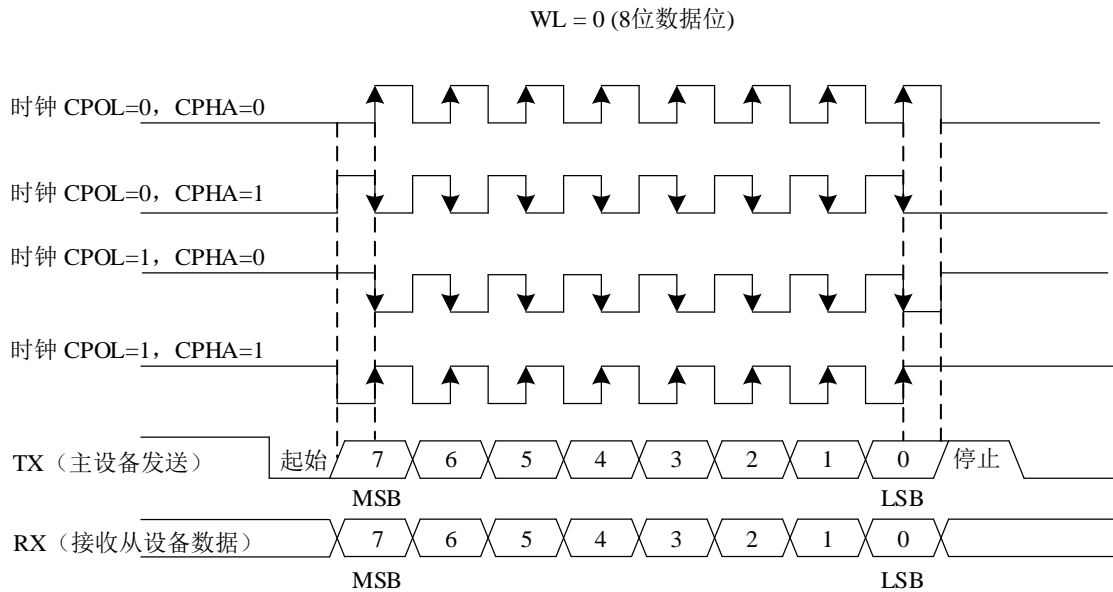 WL = 0 (8位数据位)
时钟 CPOL=0，CPHA=0
时钟 CPOL=0，CPHA=1
时钟 CPOL=1，CPHA=0
时钟 CPOL=1，CPHA=1
TX（主设备发送） 起始 7 6 5 4 3 2 1 0 停止
MSB LSB
RX（接收从设备数据） 7 6 5 4 3 2 1 0
MSB LSB